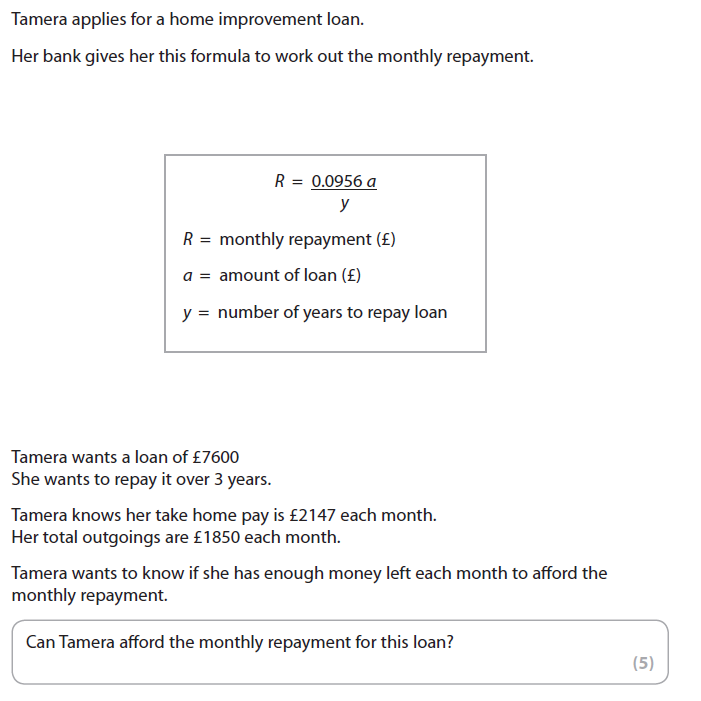 Tamera applies for a home improvement loan.
Her bank gives her this formula to work out the monthly repayment.
R = 0.0956 a
y
R = monthly repayment (£)
a = amount of loan (£)
y = number of years to repay loan
Tamera wants a loan of £7600
She wants to repay it over 3 years.
Tamera knows her take home pay is £2147 each month.
Her total outgoings are £1850 each month.
Tamera wants to know if she has enough money left each month to afford the
monthly repayment.
Can Tamera afford the monthly repayment for this loan?
(5)